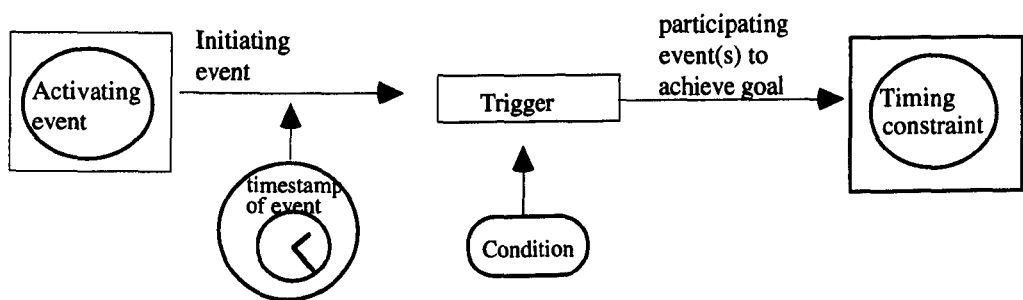 Activating
event
Initiating
event
timestamp
of event
Trigger
Condition
participating
event(s) to
achieve goal
Timing
constraint